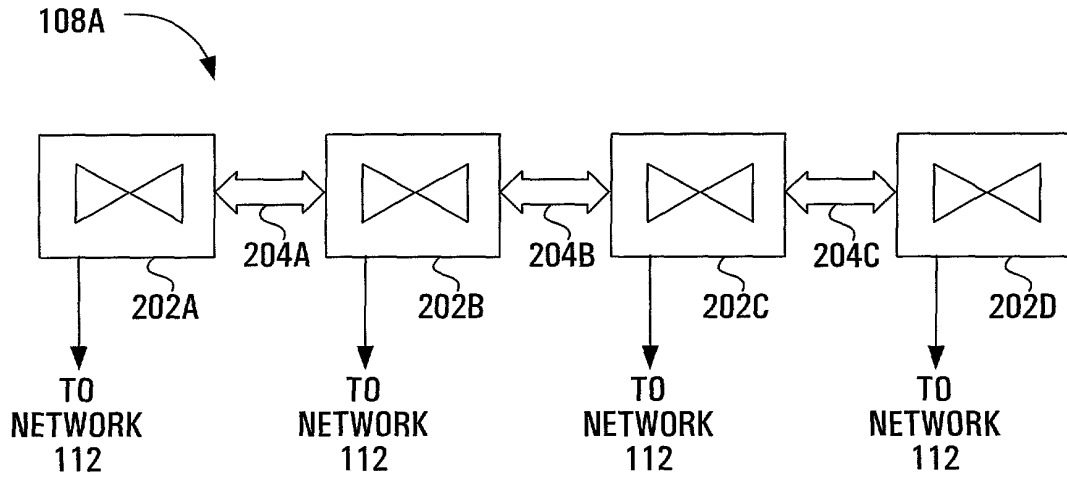 108A
204A
204B
204C
202A
202B
202C
202D
TO
NETWORK
112
TO
NETWORK
112
TO
NETWORK
112
TO
NETWORK
112